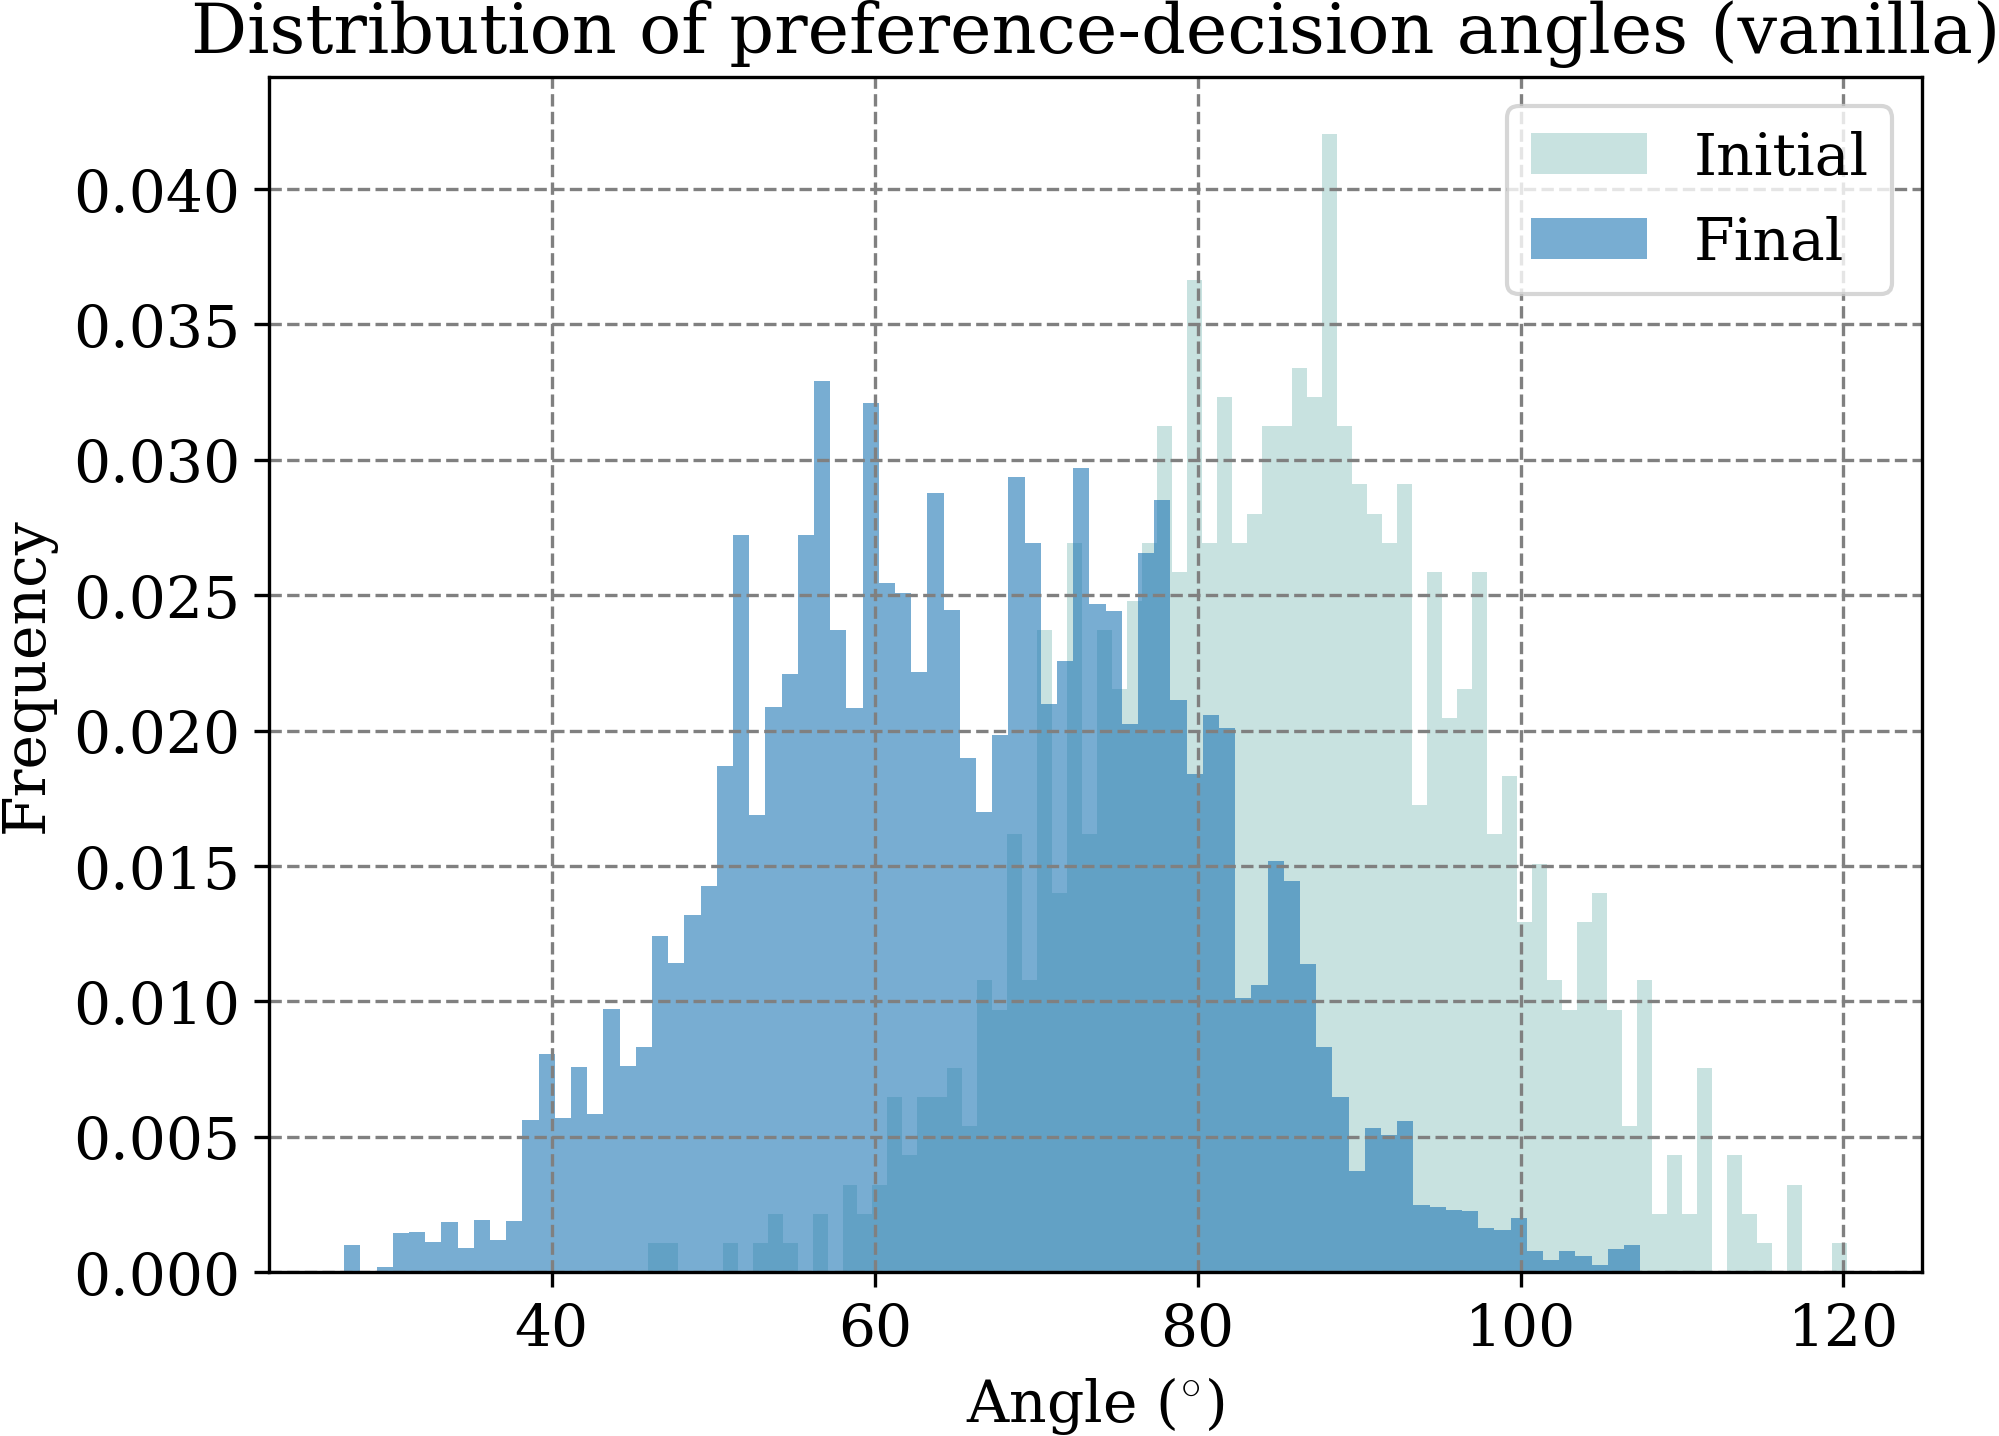 Distribution of preference-decision angles (vanilla)
Initial
Final
0.040
0.035
0.030
0.025
0.020
0.015
0.010
0.005
0.000
Frequency
40 60 80 100 120
Angle (°)